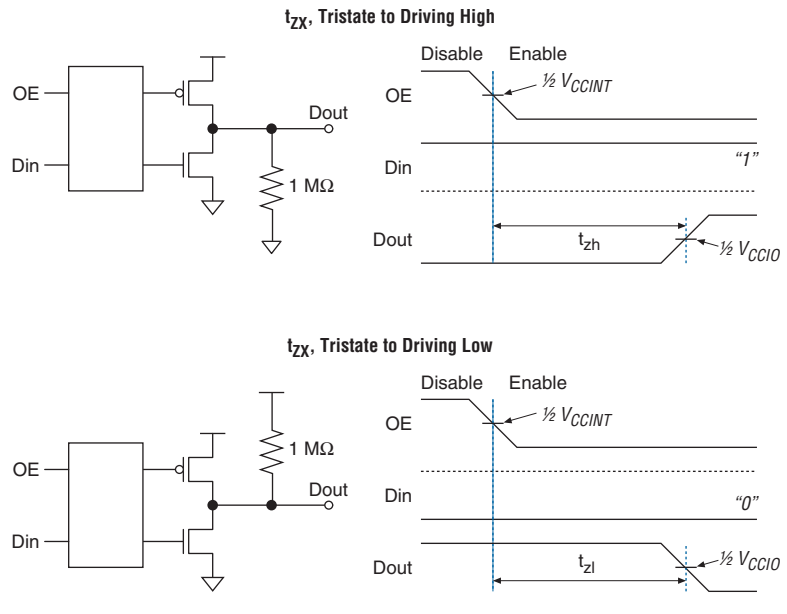 tZX, Tristate to Driving High
Disable Enable
OE
Din
Dout
1 MΩ
OE
½ VCCINT
Din
"1"
Dout
tzh
½ VCCIO
tZX, Tristate to Driving Low
Disable Enable
OE
Din
1 MΩ
Dout
OE
½ VCCINT
Din
"0"
Dout
tzl
½ VCCIO